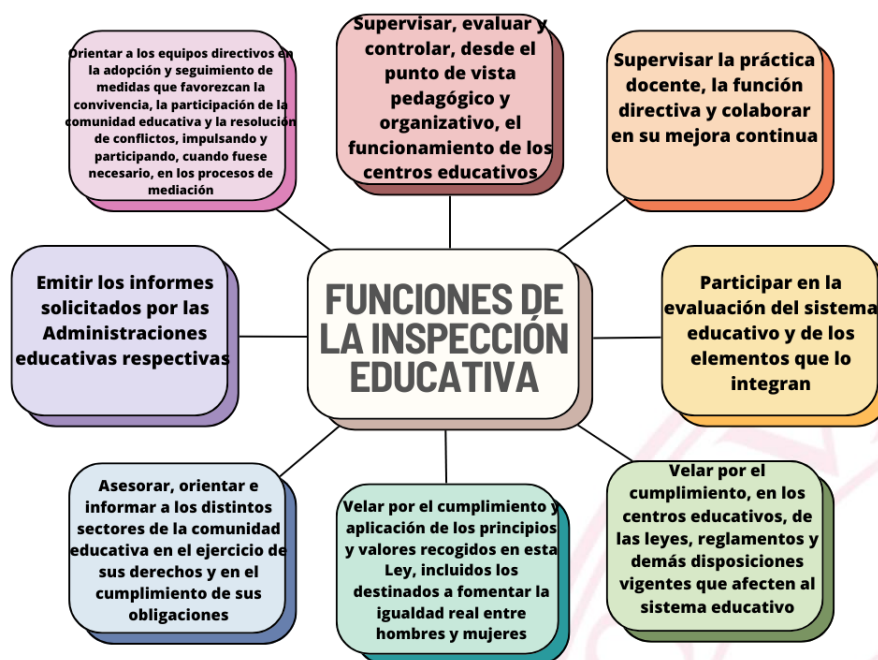 Orientar a los equipos directivos en
la adopción y seguimiento de
medidas que favorezcan la
convivencia, la participación de la
comunidad educativa y la resolución
de conflictos, impulsando y
participando, cuando fuese
necesario, en los procesos de
mediación
Supervisar, evaluar y
controlar, desde el
punto de vista
pedagógico y
organizativo, el
funcionamiento de los
centros educativos
Supervisar la práctica
docente, la función
directiva y colaborar
en su mejora continua
Emitir los informes
solicitados por las
Administraciones
educativas respectivas
FUNCIONES DE
LA INSPECCIÓN
EDUCATIVA
Participar en la
evaluación del sistema
educativo y de los
elementos que lo
integran
Asesorar, orientar e
informar a los distintos
sectores de la comunidad
educativa en el ejercicio de
sus derechos y en el
cumplimiento de sus
obligaciones
Velar por el cumplimiento y
aplicación de los principios
y valores recogidos en esta
Ley, incluidos los
destinados a fomentar la
igualdad real entre
hombres y mujeres
Velar por el
cumplimiento, en los
centros educativos, de
las leyes, reglamentos y
demás disposiciones
vigentes que afecten al
sistema educativo